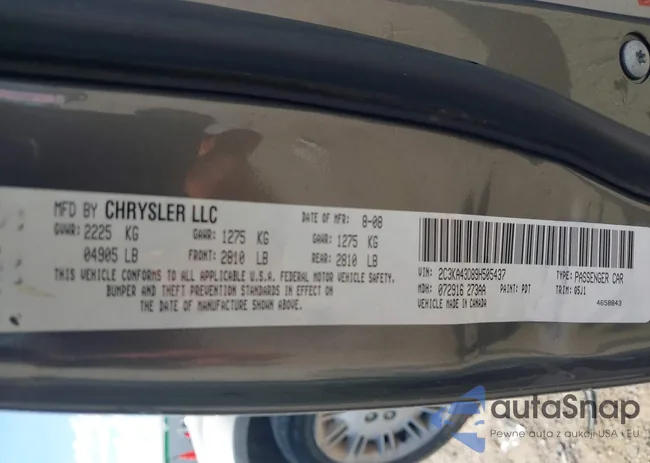 MFD BY CHRYSLER LLC
DATE OF MFR: 8-08
GVWR: 2225 KG
GAWR: 1275 KG
GAWR: 1275 KG
04905 LB
FRONT: 2810 LB
REAR: 2810 LB
THIS VEHICLE CONFORMS TO ALL APPLICABLE U.S.A. FEDERAL MOTOR VEHICLE SAFETY,
BUMPER AND THEFT PREVENTION STANDARDS IN EFFECT ON
THE DATE OF MANUFACTURE SHOWN ABOVE.
VIN: 2C3KA43D89H505437
TYPE: PASSENGER CAR
MDH: 072916 273AA
PAINT: PDT
TRIM: 05J1
VEHICLE MADE IN CANADA
4658843
autaSnap
Pewne auta z aukcji USA i EU